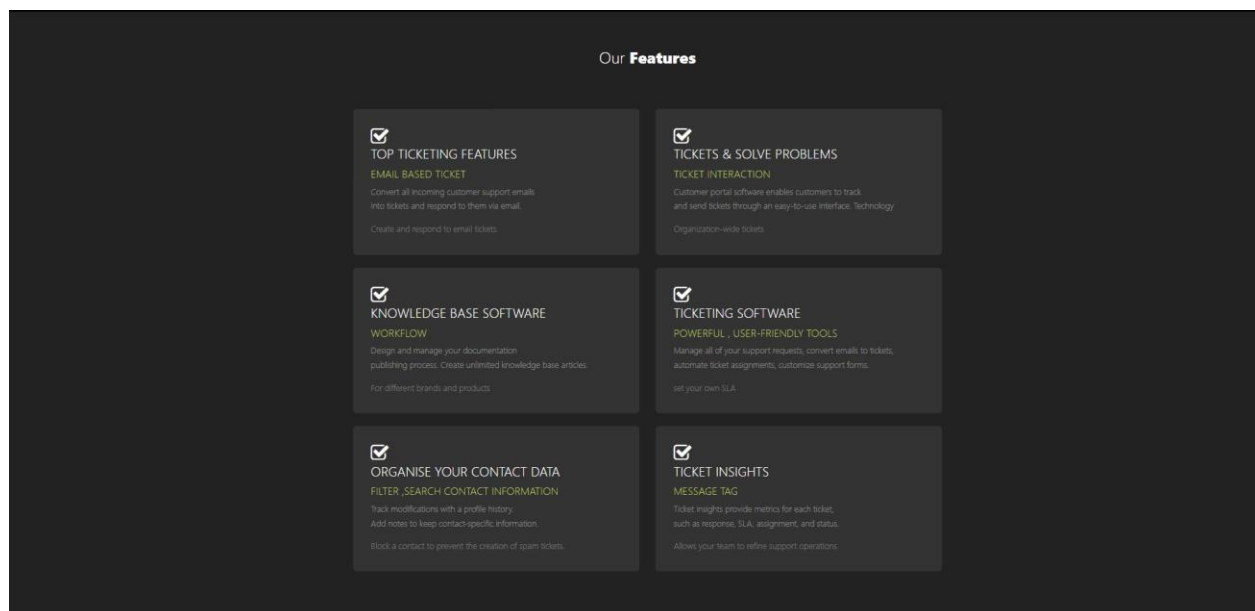 Our Features
TOP TICKETING FEATURES
EMAIL BASED TICKET
Convert all incoming customer support emails
into tickets and respond to them via email.
Create and respond to email tickets.
TICKETS & SOLVE PROBLEMS
TICKET INTERACTION
Customer portal software enables customers to track
and send tickets through an easy-to-use interface. Technology
Organization-wide tickets
KNOWLEDGE BASE SOFTWARE
WORKFLOW
Design and manage your documentation
publishing process. Create unlimited knowledge base articles.
For different brands and products
TICKETING SOFTWARE
POWERFUL , USER-FRIENDLY TOOLS
Manage all of your support requests, convert emails to tickets,
automate ticket assignments, customize support forms.
set your own SLA
ORGANISE YOUR CONTACT DATA
FILTER ,SEARCH CONTACT INFORMATION
Track modifications with a profile history.
Add notes to keep contact-specific information.
Block a contact to prevent the creation of spam tickets.
TICKET INSIGHTS
MESSAGE TAG
Ticket insights provide metrics for each ticket,
such as response, SLA, assignment, and status.
Allows your team to refine support operations